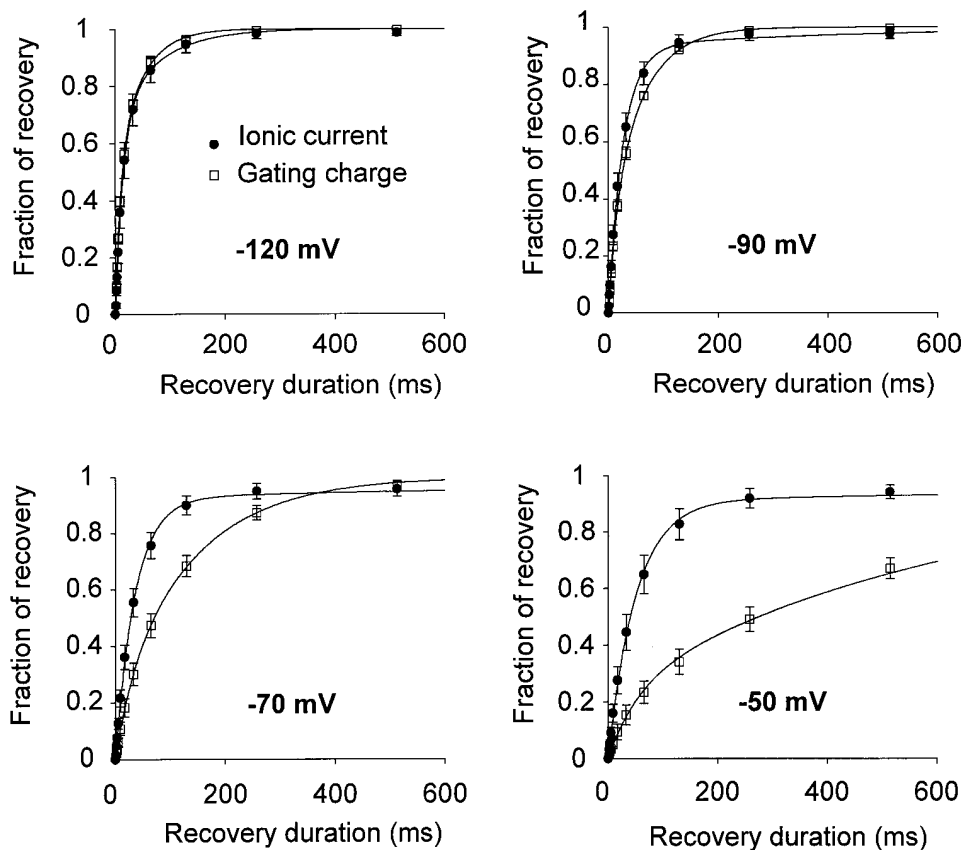 Fraction of recovery
1
0.8
0.6
0.4
0.2
0
● Ionic current
□ Gating charge
-120 mV
0 200 400 600
Recovery duration (ms)
Fraction of recovery
1
0.8
0.6
0.4
0.2
0
-90 mV
0 200 400 600
Recovery duration (ms)
Fraction of recovery
1
0.8
0.6
0.4
0.2
0
-70 mV
0 200 400 600
Recovery duration (ms)
Fraction of recovery
1
0.8
0.6
0.4
0.2
0
-50 mV
0 200 400 600
Recovery duration (ms)